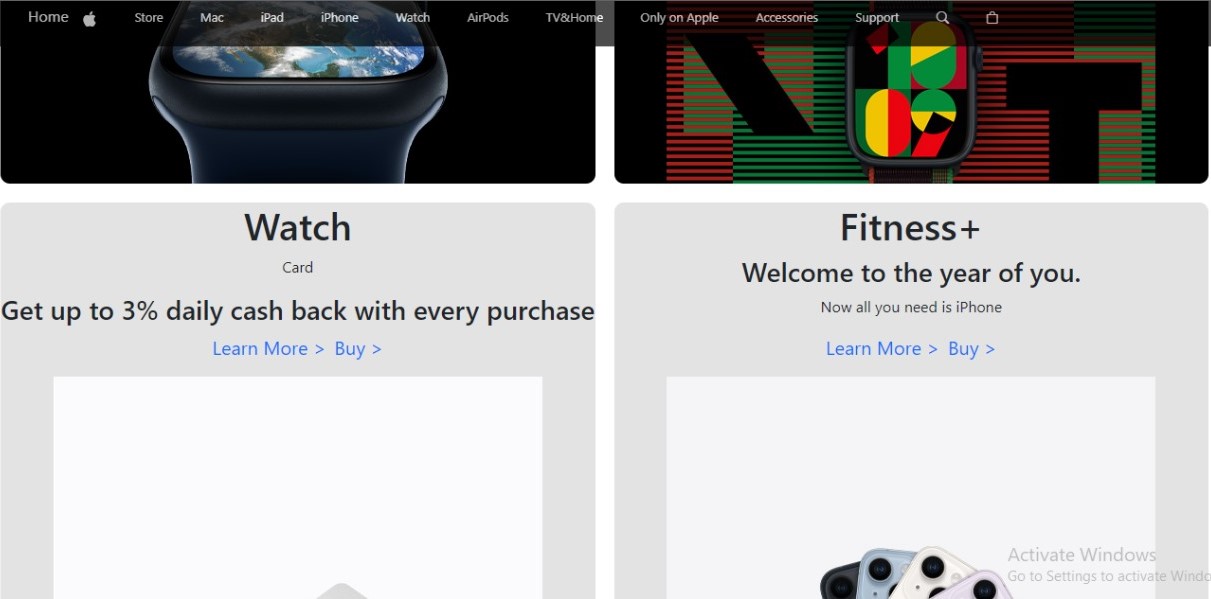 Home Store Mac iPad iPhone Watch AirPods TV&Home Only on Apple Accessories Support
Watch
Card
Get up to 3% daily cash back with every purchase
Learn More > Buy >
Fitness+
Welcome to the year of you.
Now all you need is iPhone
Learn More > Buy >
Activate Windows
Go to Settings to activate Windo